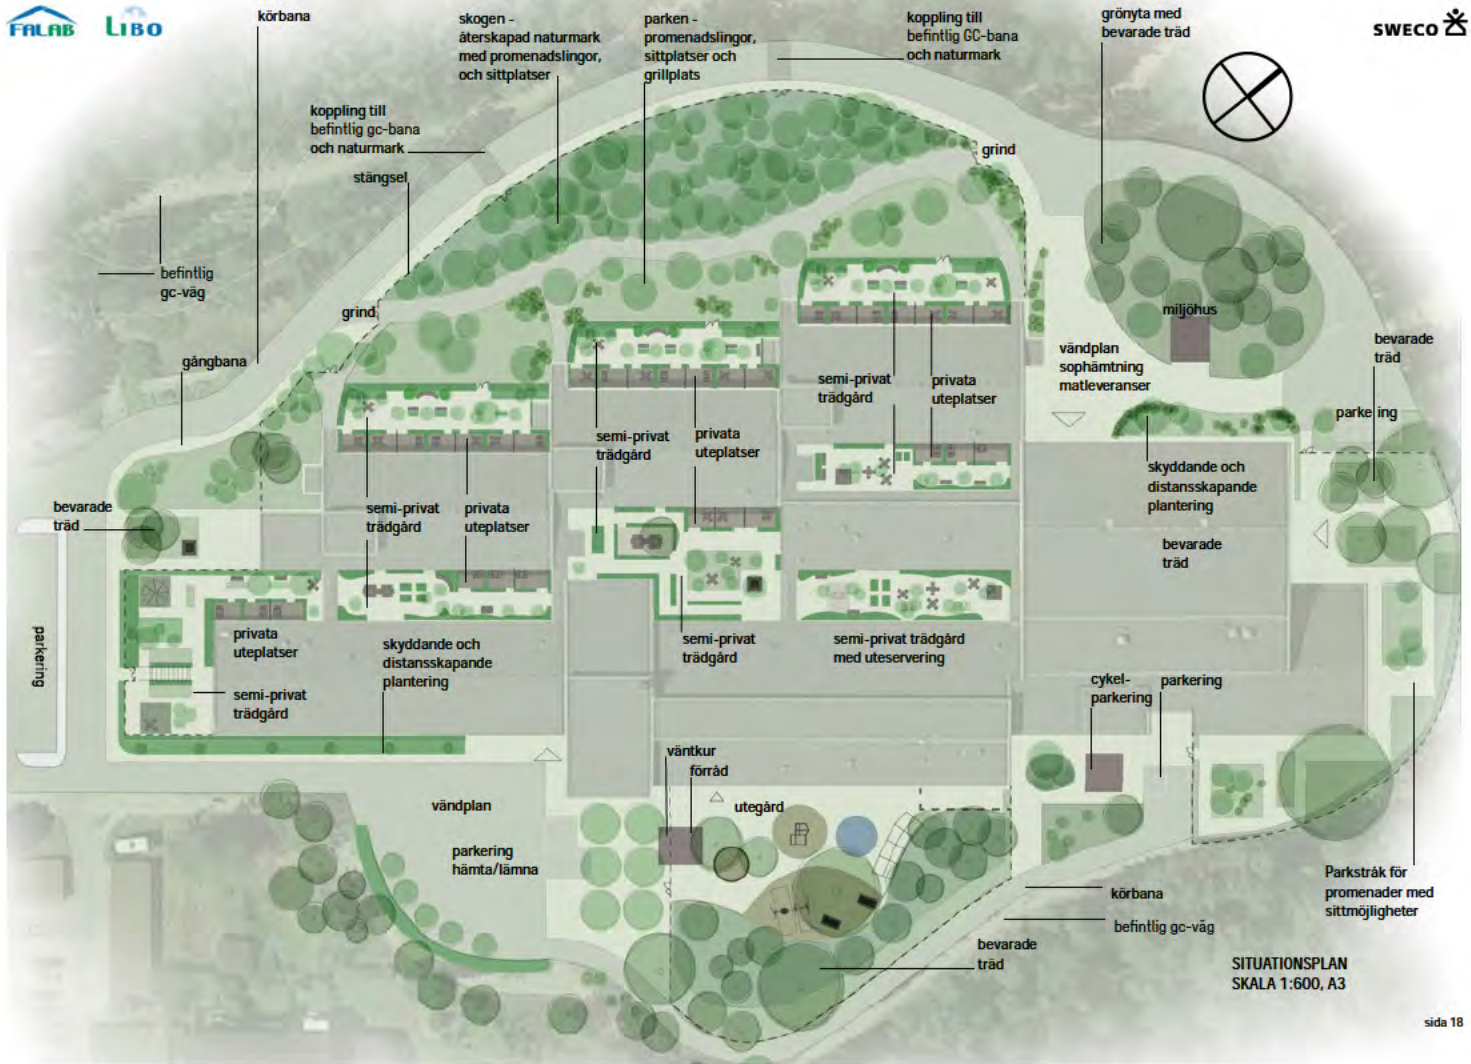 FALAB
LIBO
körbana
skogen -
återskapad naturmark
med promenadslingor,
och sittplatser
parken -
promenadslingor,
sittplatser och
grillplats
koppling till
befintlig GC-bana
och naturmark
grönyta med
bevarade träd
SWECO
koppling till
befintlig gc-bana
och naturmark
stängsel
grind
befintlig
gc-väg
grind
gångbana
miljöhus
vändplan
sophämtning
matleveranser
bevarade
träd
parkeing
semi-privat
trädgård
privata
uteplatser
semi-privat
trädgård
privata
uteplatser
skyddande och
distansskapande
plantering
bevarade
träd
semi-privat
trädgård
privata
uteplatser
bevarade
träd
parkering
privata
uteplatser
semi-privat
trädgård
skyddande och
distansskapande
plantering
semi-privat
trädgård
semi-privat trädgård
med uteservering
cykel-
parkering
parkering
väntkur
förråd
utegård
vändplan
parkering
hämta/lämna
Parkstråk för
promenader med
sittmöjligheter
körbana
befintlig gc-väg
bevarade
träd
SITUATIONSPLAN
SKALA 1:600, A3
sida 18